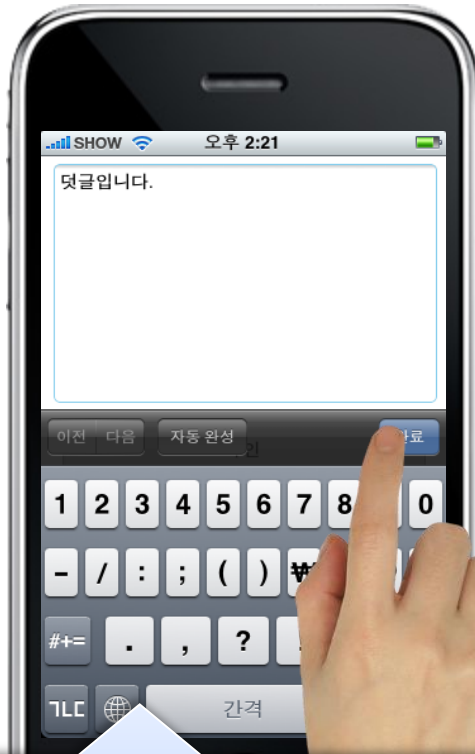 SHOW 오후 2:21
덧글입니다.
이전 다음 자동 완성
1 2 3 4 5 6 7 8 0
- / : ; ( ) ₩
#+= . , ?
ㄱㄴㄷ 간격